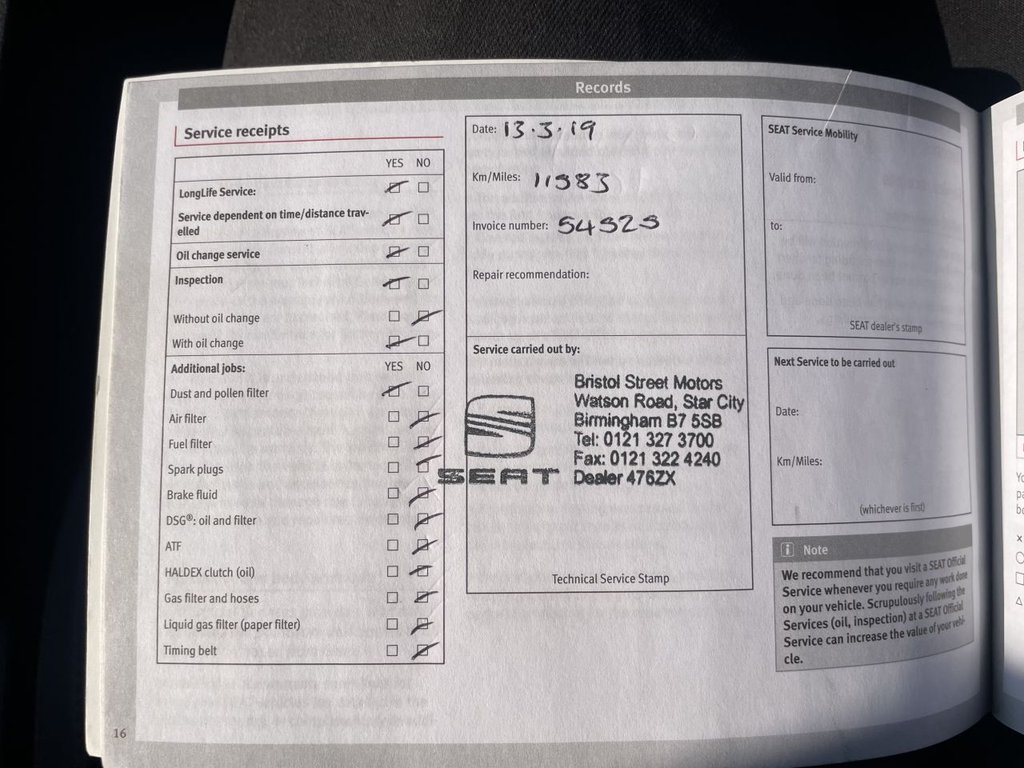 Records
Service receipts
YES NO
LongLife Service:
Service dependent on time/distance trav-
elled
Oil change service
Inspection
Without oil change
With oil change
Additional jobs: YES NO
Dust and pollen filter
Air filter
Fuel filter
Spark plugs
Brake fluid
DSG®: oil and filter
ATF
HALDEX clutch (oil)
Gas filter and hoses
Liquid gas filter (paper filter)
Timing belt
Date: 13.3.19
Km/Miles: 11983
Invoice number: 54929
Repair recommendation:
Service carried out by:
Bristol Street Motors
Watson Road, Star City
Birmingham B7 5SB
Tel: 0121 327 3700
Fax: 0121 322 4240
Dealer 476ZX
SEAT
Technical Service Stamp
SEAT Service Mobility
Valid from:
to:
SEAT dealer's stamp
Next Service to be carried out
Date:
Km/Miles:
(whichever is first)
i Note
We recommend that you visit a SEAT Official
Service whenever you require any work done
on your vehicle. Scrupulously following the
Services (oil, inspection) at a SEAT Official
Service can increase the value of your vehi-
cle.
16